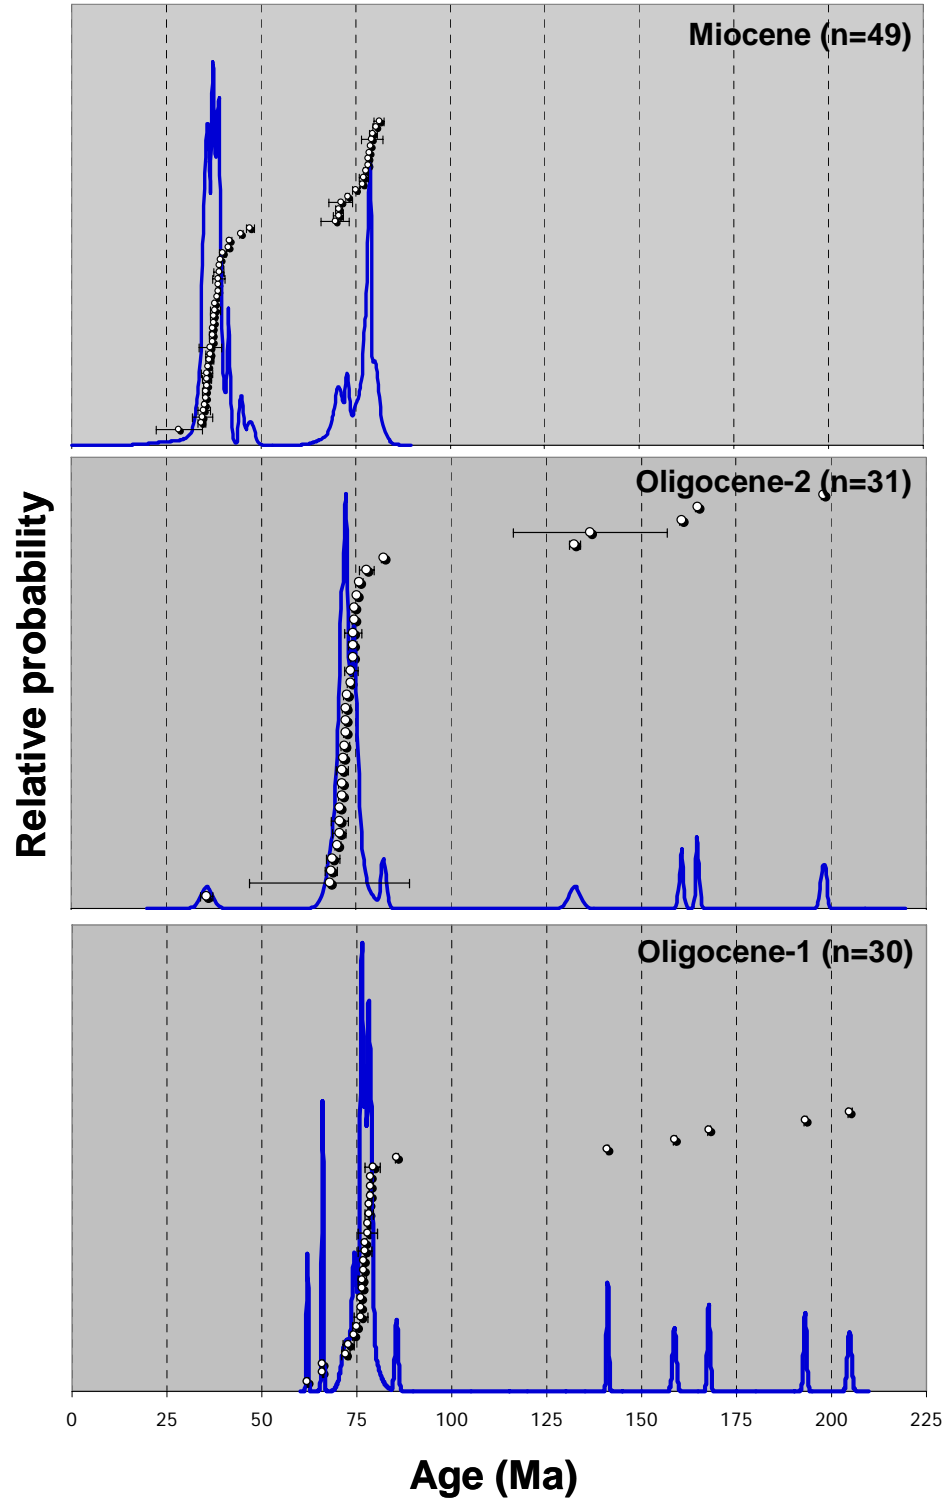 Miocene (n=49)
Oligocene-2 (n=31)
Oligocene-1 (n=30)
Relative probability
0 25 50 75 100 125 150 175 200 225
Age (Ma)